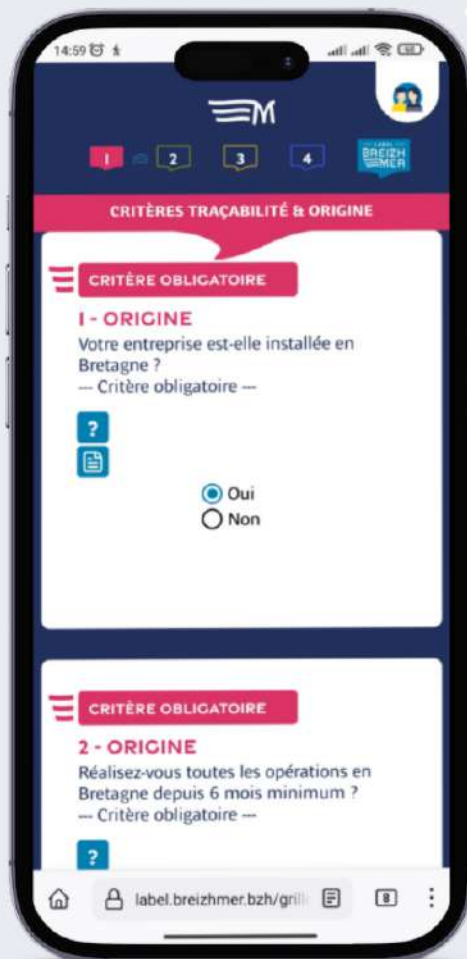 14:59
M
1 2 3 4
LABEL
BREIZH
MER
CRITÈRES TRAÇABILITÉ & ORIGINE
CRITÈRE OBLIGATOIRE
1 - ORIGINE
Votre entreprise est-elle installée en
Bretagne ?
--- Critère obligatoire ---
?
Oui
Non
CRITÈRE OBLIGATOIRE
2 - ORIGINE
Réalisez-vous toutes les opérations en
Bretagne depuis 6 mois minimum ?
--- Critère obligatoire ---
?
label.breizhmer.bzh/grill
8